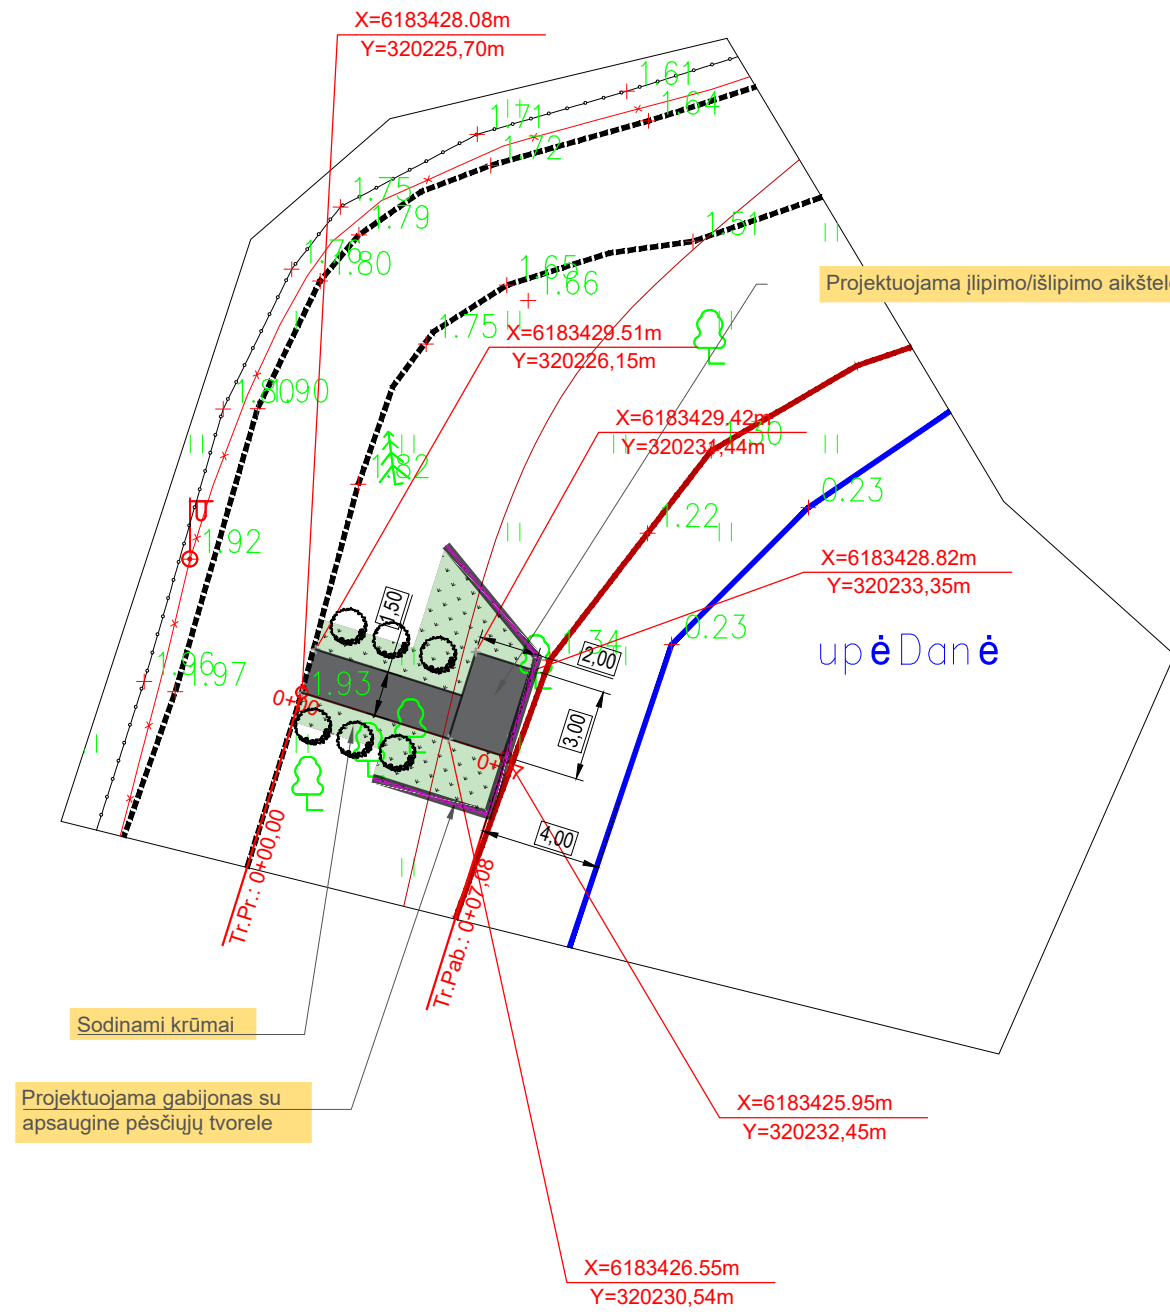 X=6183428.08m
Y=320225,70m
1.61
1.64
1.71
1.72
1.75
1.79
1.76
1.80
1.51
1.65
1.66
Projektuojama įlipimo/išlipimo aikštelė
1.75
X=6183429.51m
Y=320226,15m
1.80
1.90
X=6183429.42m
Y=320231,44m
1.30
1.82
0.23
1.22
1.92
X=6183428.82m
Y=320233,35m
1,50
1.34
0.23
upė Danė
2,00
1.96
1.97
1.93
0+00
3,00
0+07
4,00
Tr.Pr.: 0+00,00
Tr.Pab.: 0+07,08
Sodinami krūmai
Projektuojama gabijonas su
apsaugine pėsčiųjų tvorele
X=6183425.95m
Y=320232,45m
X=6183426.55m
Y=320230,54m